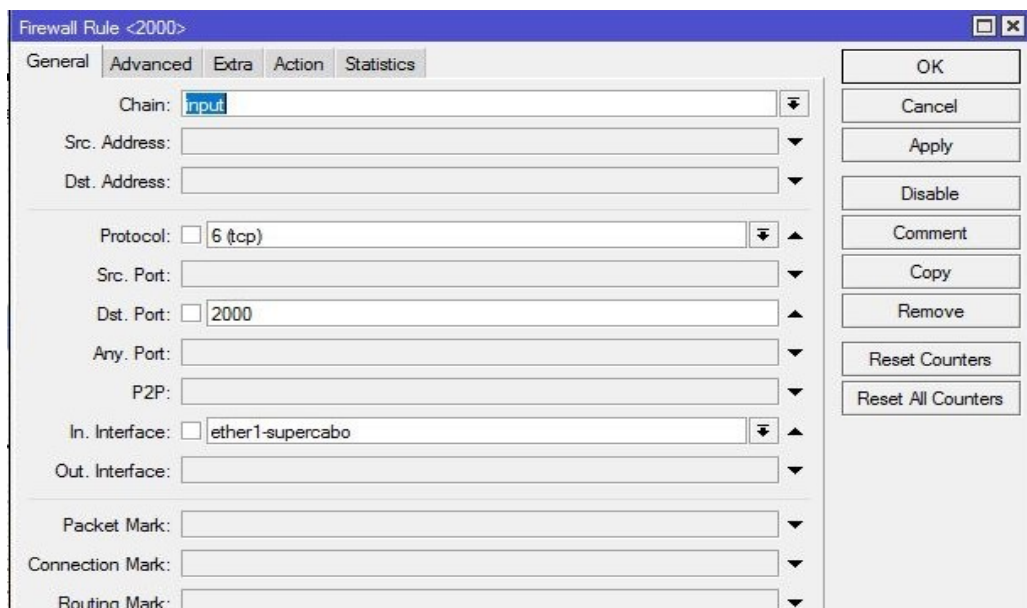 Firewall Rule <2000>
General Advanced Extra Action Statistics
OK
Chain: input
Cancel
Src. Address:
Apply
Dst. Address:
Disable
Protocol: 6 (tcp)
Comment
Src. Port:
Copy
Dst. Port: 2000
Remove
Any. Port:
Reset Counters
P2P:
Reset All Counters
In. Interface: ether1-supercabo
Out. Interface:
Packet Mark:
Connection Mark:
Routing Mark: